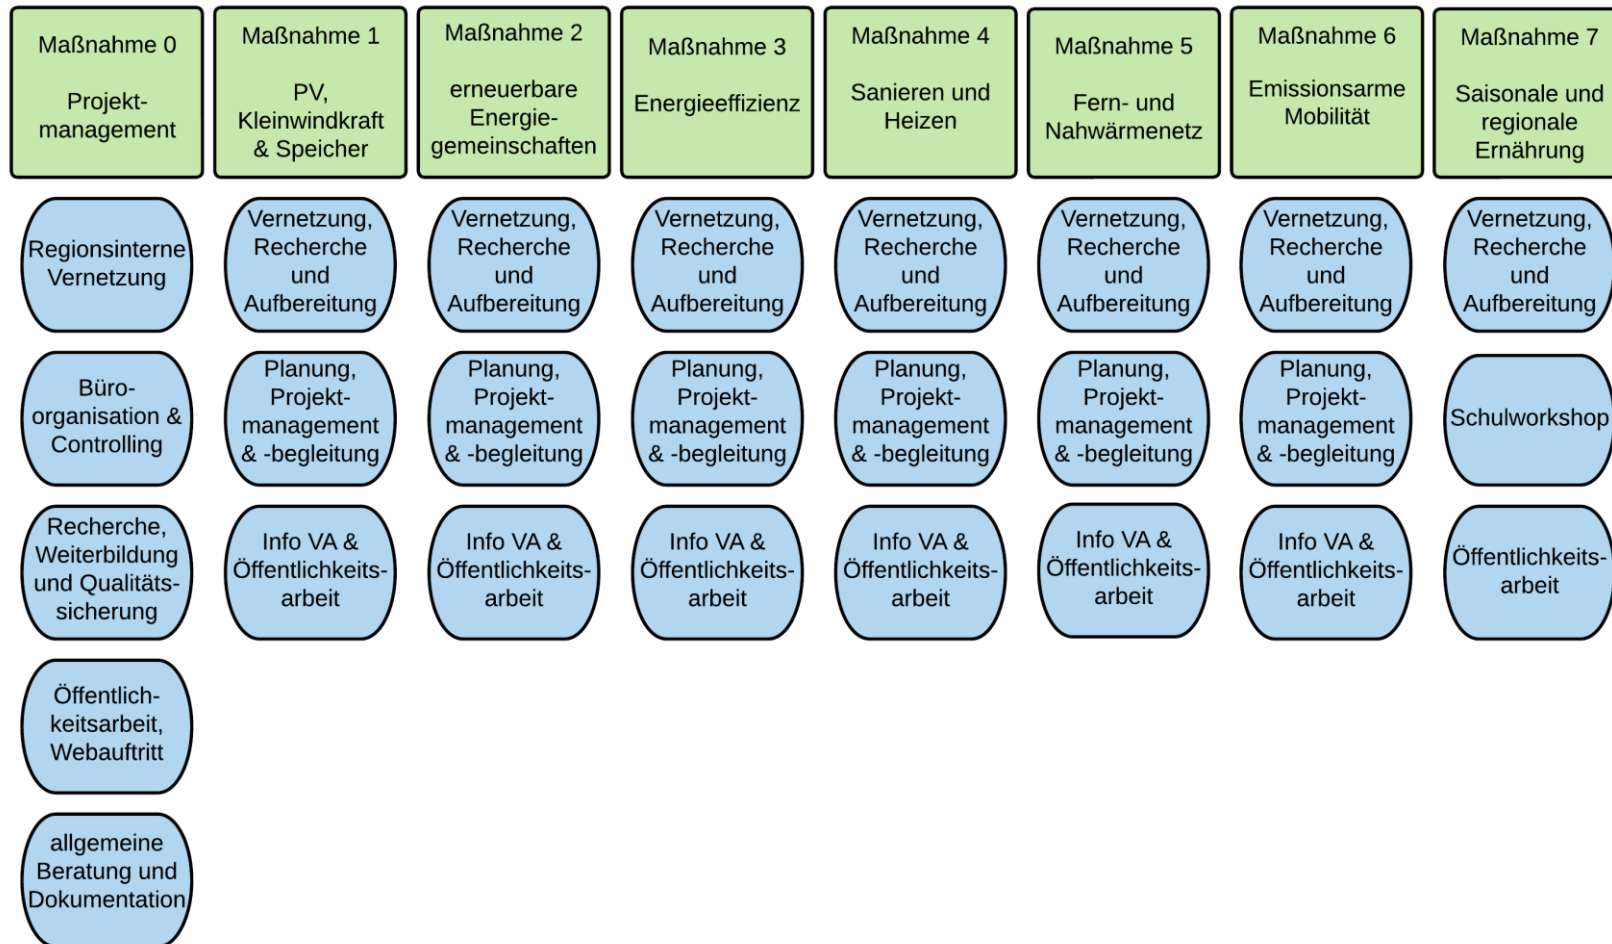 Maßnahme 0
Projekt-
management
Maßnahme 1
PV,
Kleinwindkraft
& Speicher
Maßnahme 2
erneuerbare
Energie-
gemeinschaften
Maßnahme 3
Energieeffizienz
Maßnahme 4
Sanieren und
Heizen
Maßnahme 5
Fern- und
Nahwärmenetz
Maßnahme 6
Emissionsarme
Mobilität
Maßnahme 7
Saisonale und
regionale
Ernährung
Regionsinterne
Vernetzung
Vernetzung,
Recherche
und
Aufbereitung
Vernetzung,
Recherche
und
Aufbereitung
Vernetzung,
Recherche
und
Aufbereitung
Vernetzung,
Recherche
und
Aufbereitung
Vernetzung,
Recherche
und
Aufbereitung
Vernetzung,
Recherche
und
Aufbereitung
Vernetzung,
Recherche
und
Aufbereitung
Büro-
organisation &
Controlling
Planung,
Projekt-
management
& -begleitung
Planung,
Projekt-
management
& -begleitung
Planung,
Projekt-
management
& -begleitung
Planung,
Projekt-
management
& -begleitung
Planung,
Projekt-
management
& -begleitung
Planung,
Projekt-
management
& -begleitung
Schulworkshop
Recherche,
Weiterbildung
und Qualitäts-
sicherung
Info VA &
Öffentlichkeits-
arbeit
Info VA &
Öffentlichkeits-
arbeit
Info VA &
Öffentlichkeits-
arbeit
Info VA &
Öffentlichkeits-
arbeit
Info VA &
Öffentlichkeits-
arbeit
Info VA &
Öffentlichkeits-
arbeit
Öffentlichkeits-
arbeit
Öffentlich-
keitsarbeit,
Webauftritt
allgemeine
Beratung und
Dokumentation